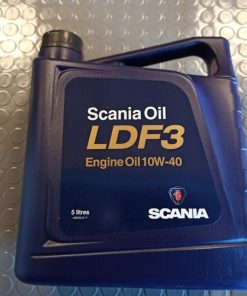 Scania Oil
LDF3
Engine Oil 10W-40
5 litres
SCANIA